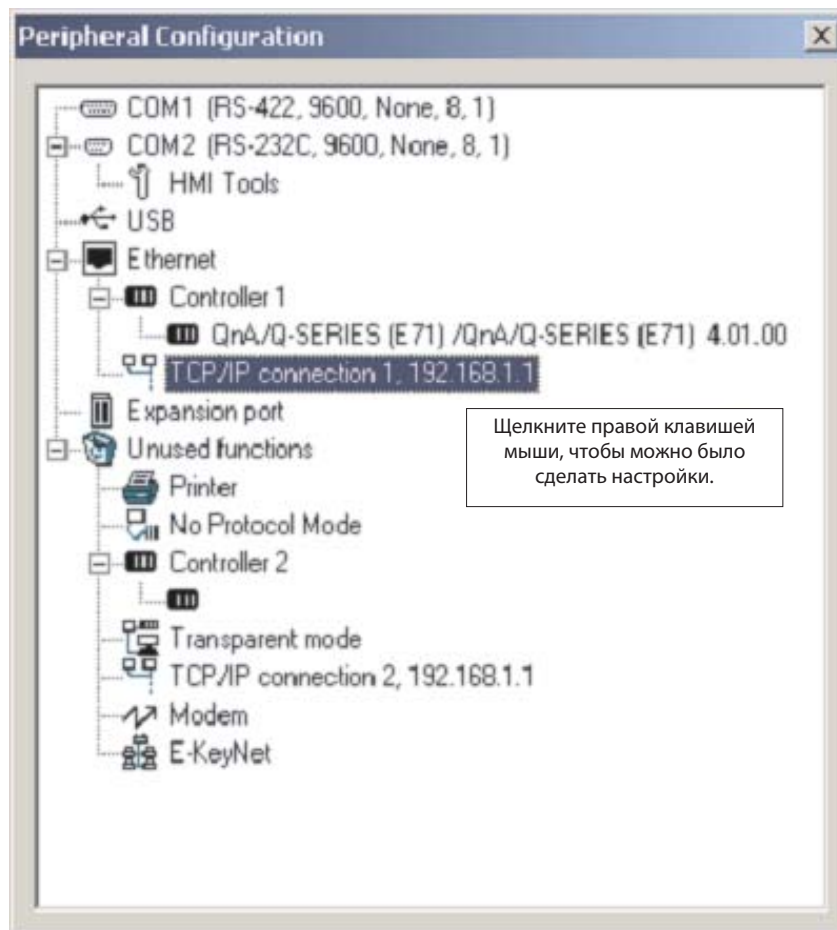 Peripheral Configuration
COM1 (RS-422, 9600, None, 8, 1)
COM2 (RS-232C, 9600, None, 8, 1)
HMI Tools
USB
Ethernet
Controller 1
QnA/Q-SERIES (E71) /QnA/Q-SERIES (E71) 4.01.00
TCP/IP connection 1, 192.168.1.1
Expansion port
Щелкните правой клавишей
мыши, чтобы можно было
сделать настройки.
Unused functions
Printer
No Protocol Mode
Controller 2
Transparent mode
TCP/IP connection 2, 192.168.1.1
Modem
E-KeyNet